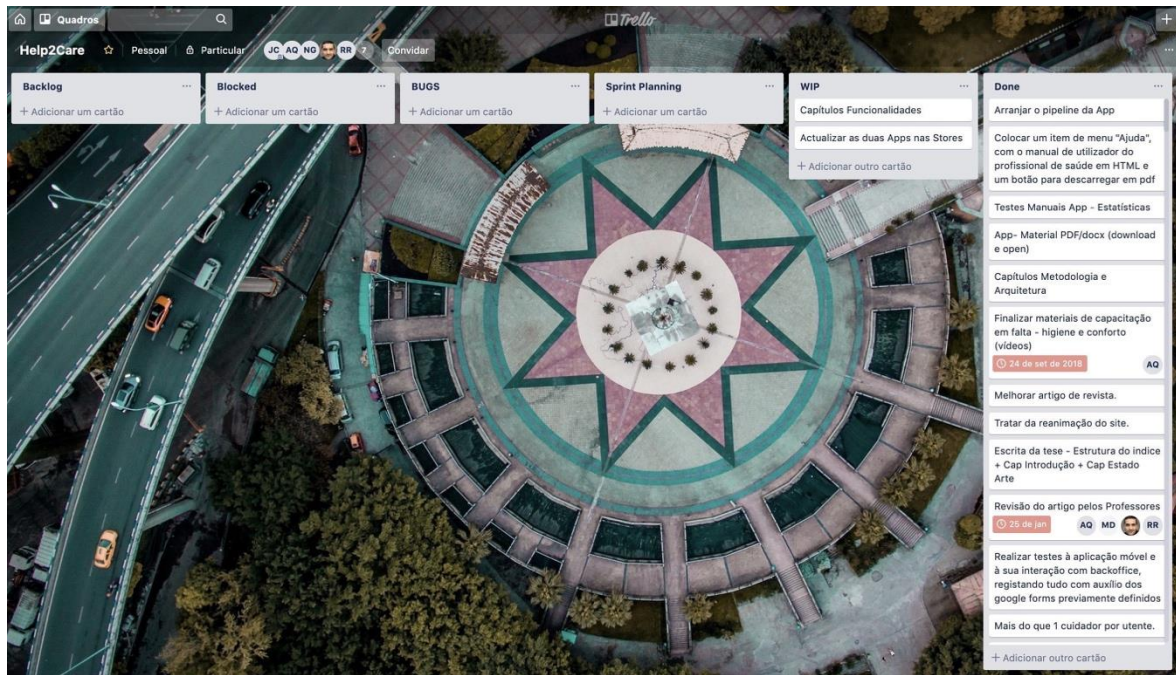 Quadros
Trello
+
Help2Care
Pessoal
Particular
JC AQ NG RR 7
Convidar
...
Backlog
...
+ Adicionar um cartão
Blocked
...
+ Adicionar um cartão
BUGS
...
+ Adicionar um cartão
Sprint Planning
...
+ Adicionar um cartão
WIP
...
Capítulos Funcionalidades
Actualizar as duas Apps nas Stores
+ Adicionar outro cartão
Done
...
Arranjar o pipeline da App
Colocar um item de menu "Ajuda",
com o manual de utilizador do
profissional de saúde em HTML e
um botão para descarregar em pdf
Testes Manuais App - Estatísticas
App- Material PDF/docx (download
e open)
Capítulos Metodologia e
Arquitetura
Finalizar materiais de capacitação
em falta - higiene e conforto
(vídeos)
24 de set de 2018
AQ
Melhorar artigo de revista.
Tratar da reanimação do site.
Escrita da tese - Estrutura do indice
+ Cap Introdução + Cap Estado
Arte
Revisão do artigo pelos Professores
25 de jan
AQ MD RR
Realizar testes à aplicação móvel e
à sua interação com backoffice,
registando tudo com auxílio dos
google forms previamente definidos
Mais do que 1 cuidador por utente.
+ Adicionar outro cartão